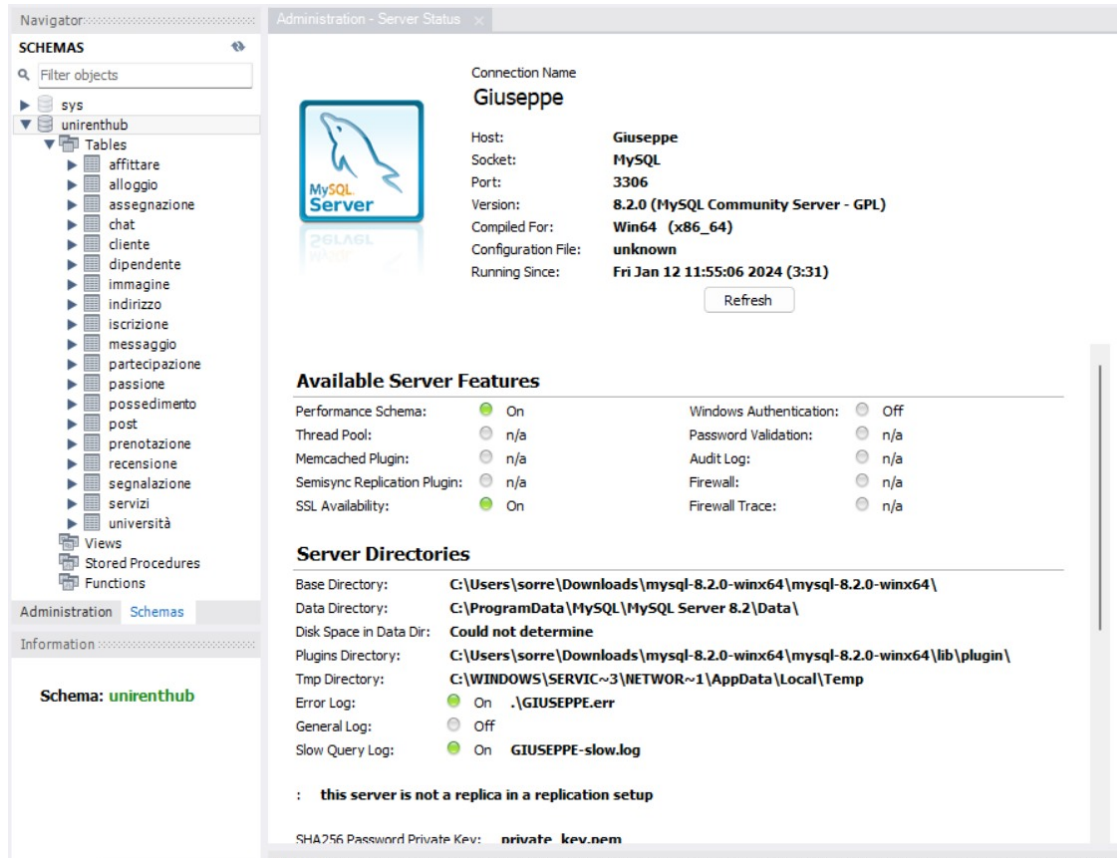 Navigator
SCHEMAS
Filter objects
sys
unirenthub
Tables
affittare
alloggio
assegnazione
chat
cliente
dipendente
immagine
indirizzo
iscrizione
messaggio
partecipazione
passione
possedimento
post
prenotazione
recensione
segnalazione
servizi
università
Views
Stored Procedures
Functions
Administration Schemas
Information
Schema: unirenthub
Administration - Server Status
MySQL
Server
Connection Name
Giuseppe
Host: Giuseppe
Socket: MySQL
Port: 3306
Version: 8.2.0 (MySQL Community Server - GPL)
Compiled For: Win64 (x86_64)
Configuration File: unknown
Running Since: Fri Jan 12 11:55:06 2024 (3:31)
Refresh
Available Server Features
Performance Schema: On Windows Authentication: Off
Thread Pool: n/a Password Validation: n/a
Memcached Plugin: n/a Audit Log: n/a
Semisync Replication Plugin: n/a Firewall: n/a
SSL Availability: On Firewall Trace: n/a
Server Directories
Base Directory: C:\Users\sorre\Downloads\mysql-8.2.0-winx64\mysql-8.2.0-winx64\
Data Directory: C:\ProgramData\MySQL\MySQL Server 8.2\Data\
Disk Space in Data Dir: Could not determine
Plugins Directory: C:\Users\sorre\Downloads\mysql-8.2.0-winx64\mysql-8.2.0-winx64\lib\plugin\
Tmp Directory: C:\WINDOWS\SERVIC~3\NETWOR~1\AppData\Local\Temp
Error Log: On .\GIUSEPPE.err
General Log: Off
Slow Query Log: On GIUSEPPE-slow.log
: this server is not a replica in a replication setup
SHA256 Password Private Key: private_key.pem